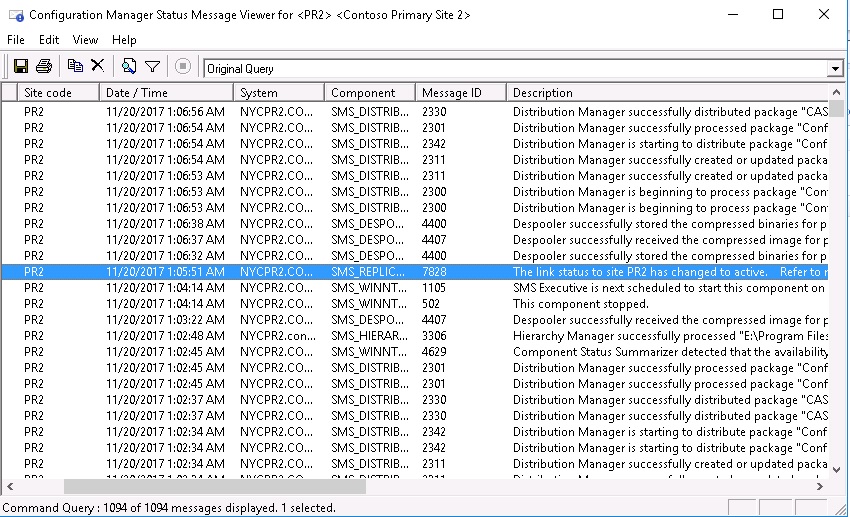 Configuration Manager Status Message Viewer for <PR2> <Contoso Primary Site 2>
File Edit View Help
Original Query
Site code Date / Time System Component Message ID Description
PR2 11/20/2017 1:06:56 AM NYCPR2.CO... SMS_DISTRIB... 2330 Distribution Manager successfully distributed package "CAS
PR2 11/20/2017 1:06:54 AM NYCPR2.CO... SMS_DISTRIB... 2301 Distribution Manager successfully processed package "Conf
PR2 11/20/2017 1:06:54 AM NYCPR2.CO... SMS_DISTRIB... 2342 Distribution Manager is starting to distribute package "Conf
PR2 11/20/2017 1:06:54 AM NYCPR2.CO... SMS_DISTRIB... 2311 Distribution Manager successfully created or updated packa
PR2 11/20/2017 1:06:53 AM NYCPR2.CO... SMS_DISTRIB... 2311 Distribution Manager successfully created or updated packa
PR2 11/20/2017 1:06:53 AM NYCPR2.CO... SMS_DISTRIB... 2300 Distribution Manager is beginning to process package "Con
PR2 11/20/2017 1:06:53 AM NYCPR2.CO... SMS_DISTRIB... 2300 Distribution Manager is beginning to process package "Con
PR2 11/20/2017 1:06:38 AM NYCPR2.CO... SMS_DESPO... 4400 Despooler successfully stored the compressed binaries for p
PR2 11/20/2017 1:06:37 AM NYCPR2.CO... SMS_DESPO... 4407 Despooler successfully received the compressed image for p
PR2 11/20/2017 1:06:32 AM NYCPR2.CO... SMS_DESPO... 4400 Despooler successfully stored the compressed binaries for p
PR2 11/20/2017 1:05:51 AM NYCPR2.CO... SMS_REPLIC... 7828 The link status to site PR2 has changed to active. Refer to r
PR2 11/20/2017 1:04:14 AM NYCPR2.CO... SMS_WINNT... 1105 SMS Executive is next scheduled to start this component on
PR2 11/20/2017 1:04:14 AM NYCPR2.CO... SMS_WINNT... 502 This component stopped.
PR2 11/20/2017 1:03:22 AM NYCPR2.CO... SMS_DESPO... 4407 Despooler successfully received the compressed image for p
PR2 11/20/2017 1:02:48 AM NYCPR2.con... SMS_HIERAR... 3306 Hierarchy Manager successfully processed "E:\Program Files
PR2 11/20/2017 1:02:45 AM NYCPR2.CO... SMS_WINNT... 4629 Component Status Summarizer detected that the availability
PR2 11/20/2017 1:02:45 AM NYCPR2.CO... SMS_DISTRIB... 2301 Distribution Manager successfully processed package "Conf
PR2 11/20/2017 1:02:45 AM NYCPR2.CO... SMS_DISTRIB... 2301 Distribution Manager successfully processed package "Conf
PR2 11/20/2017 1:02:37 AM NYCPR2.CO... SMS_DISTRIB... 2330 Distribution Manager successfully distributed package "CAS
PR2 11/20/2017 1:02:37 AM NYCPR2.CO... SMS_DISTRIB... 2330 Distribution Manager successfully distributed package "CAS
PR2 11/20/2017 1:02:34 AM NYCPR2.CO... SMS_DISTRIB... 2342 Distribution Manager is starting to distribute package "Conf
PR2 11/20/2017 1:02:34 AM NYCPR2.CO... SMS_DISTRIB... 2342 Distribution Manager is starting to distribute package "Conf
PR2 11/20/2017 1:02:34 AM NYCPR2.CO... SMS_DISTRIB... 2311 Distribution Manager successfully created or updated packa
Command Query : 1094 of 1094 messages displayed. 1 selected.